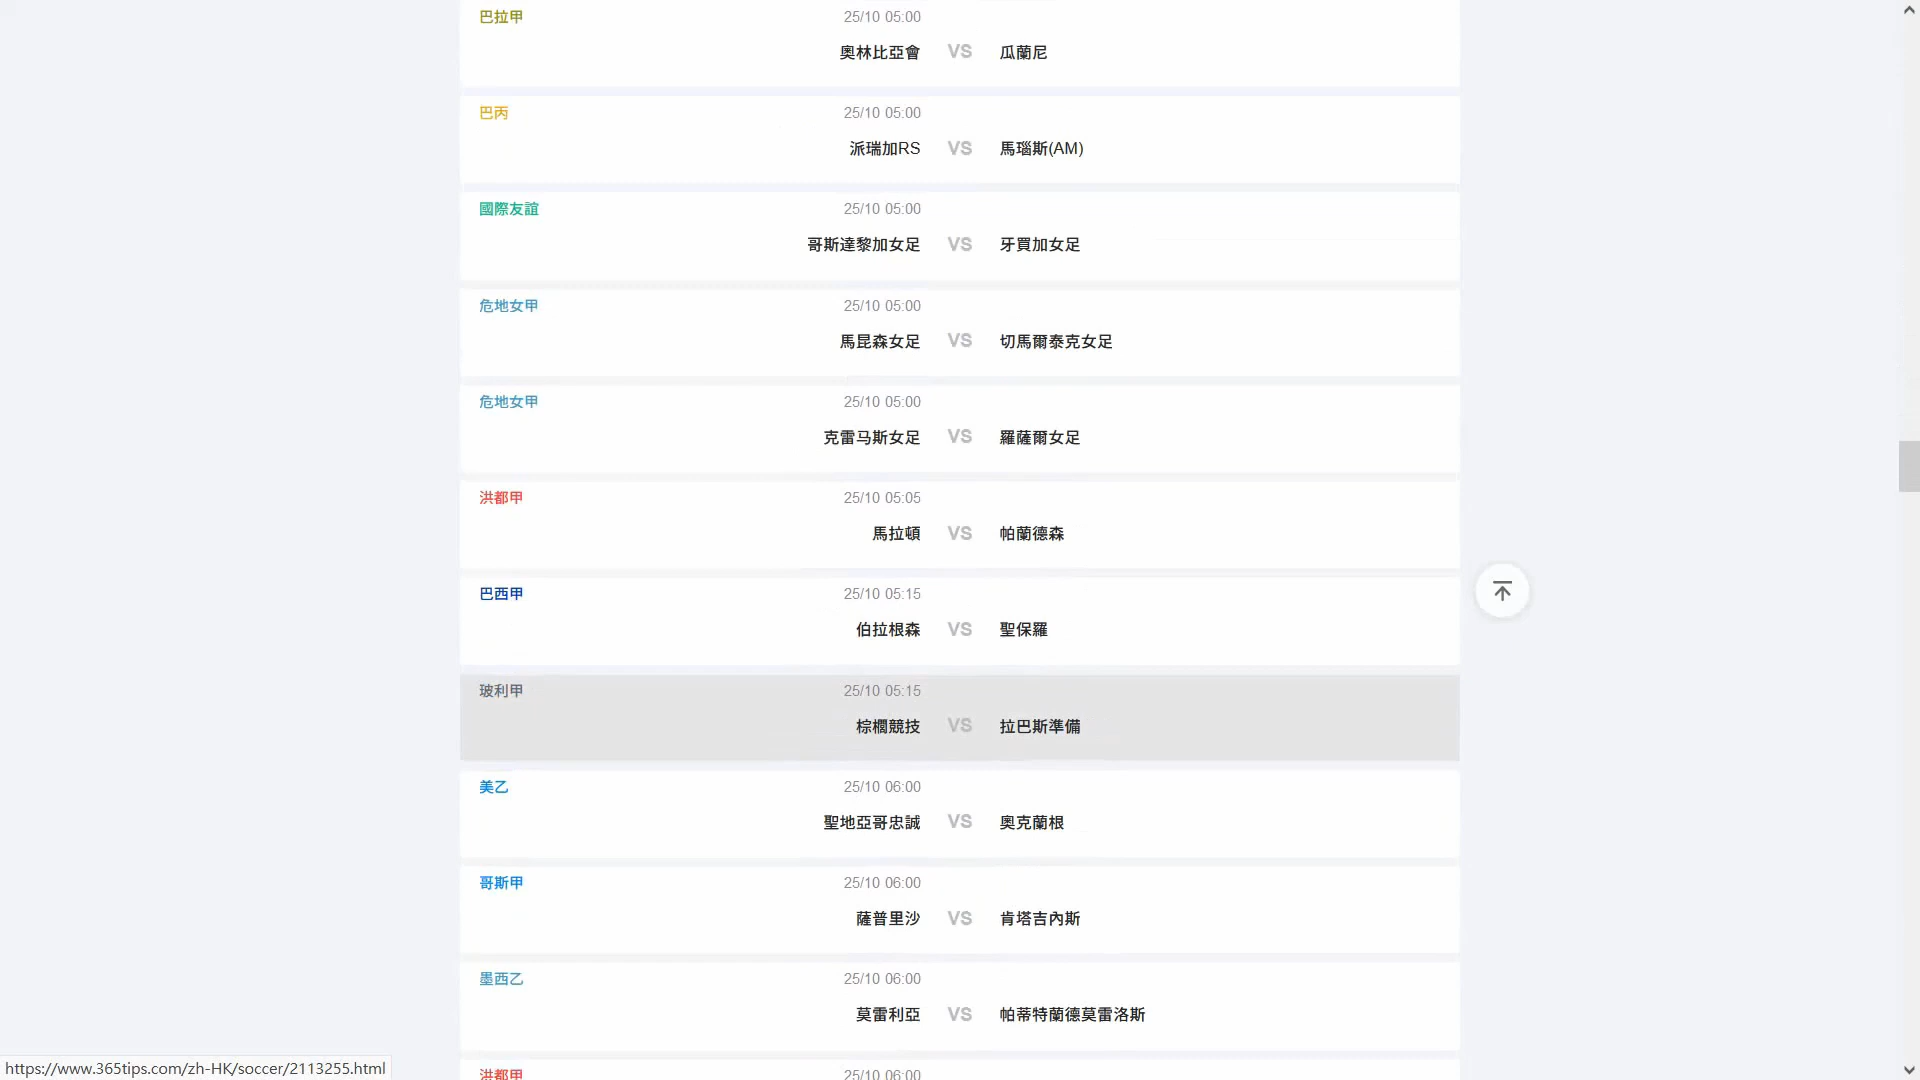 巴拉甲
25/10 05:00
奧林比亞會 VS 瓜蘭尼
巴丙
25/10 05:00
派瑞加RS VS 馬瑙斯(AM)
國際友誼
25/10 05:00
哥斯達黎加女足 VS 牙買加女足
危地女甲
25/10 05:00
馬昆森女足 VS 切馬爾泰克女足
危地女甲
25/10 05:00
克雷马斯女足 VS 羅薩爾女足
洪都甲
25/10 05:05
馬拉頓 VS 帕蘭德森
巴西甲
25/10 05:15
伯拉根森 VS 聖保羅
玻利甲
25/10 05:15
棕櫚競技 VS 拉巴斯準備
美乙
25/10 06:00
聖地亞哥忠誠 VS 奧克蘭根
哥斯甲
25/10 06:00
薩普里沙 VS 肯塔吉內斯
墨西乙
25/10 06:00
莫雷利亞 VS 帕蒂特蘭德莫雷洛斯
洪都甲
25/10 06:00
https://www.365tips.com/zh-HK/soccer/2113255.html